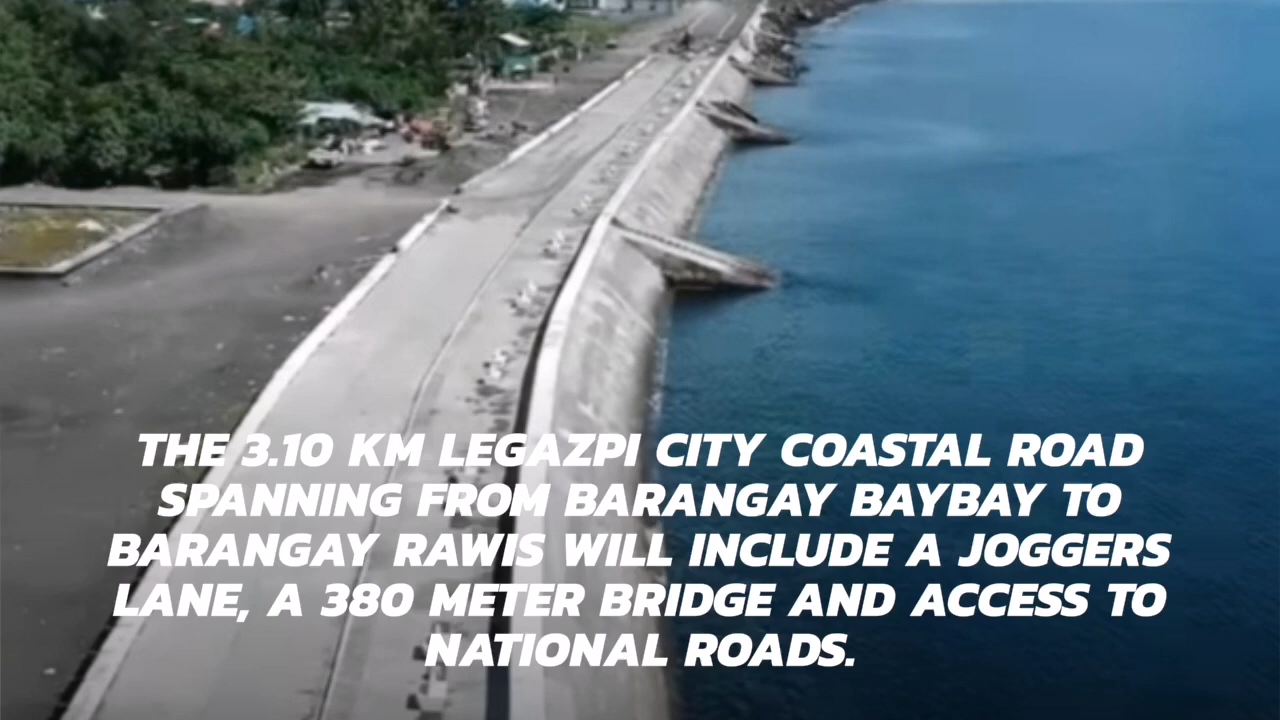 THE 3.10 KM LEGAZPI CITY COASTAL ROAD
SPANNING FROM BARANGAY BAYBAY TO
BARANGAY RAWIS WILL INCLUDE A JOGGERS
LANE, A 380 METER BRIDGE AND ACCESS TO
NATIONAL ROADS.